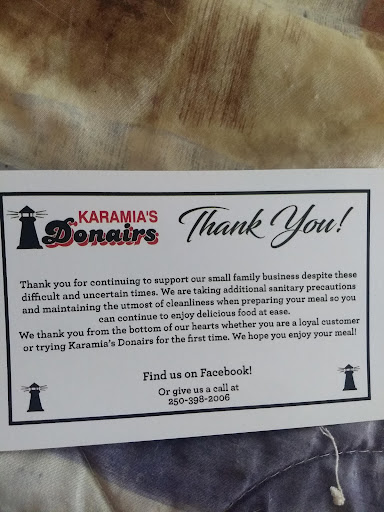 KARAMIA'S
Donairs
Thank You!
Thank you for continuing to support our small family business despite these
difficult and uncertain times. We are taking additional sanitary precautions
and maintaining the utmost of cleanliness when preparing your meal so you
can continue to enjoy delicious food at ease.
We thank you from the bottom of our hearts whether you are a loyal customer
or trying Karamia's Donairs for the first time. We hope you enjoy your meal!
Find us on Facebook!
Or give us a call at
250-398-2006